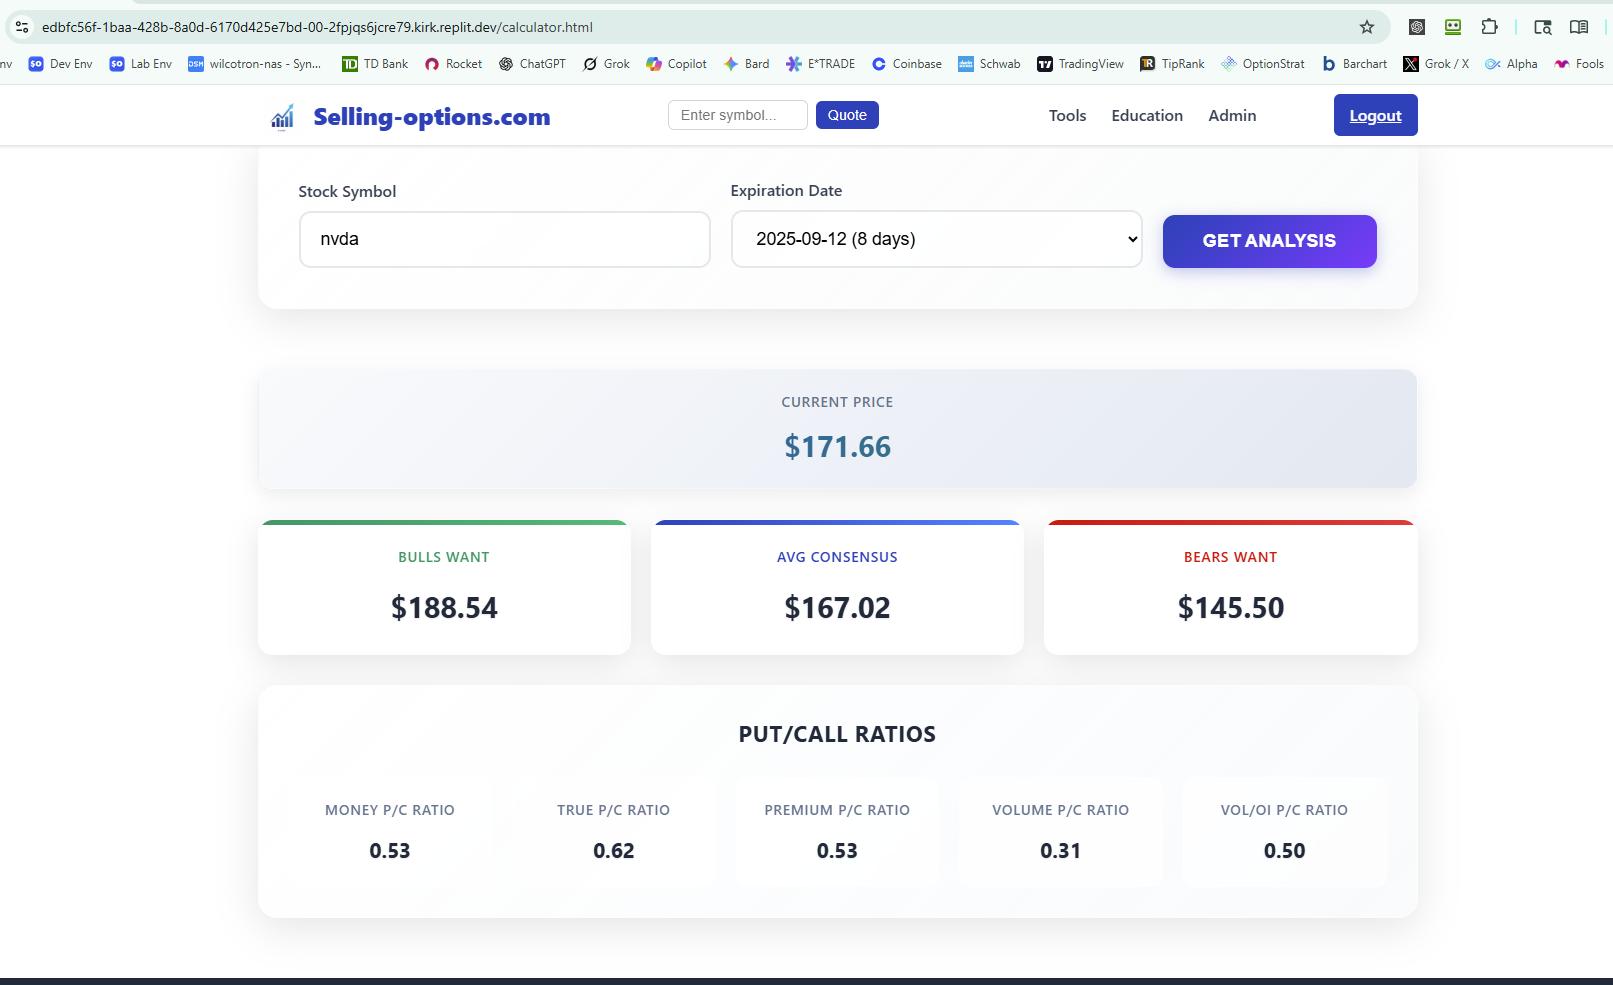 edbfc56f-1baa-428b-8a0d-6170d425e7bd-00-2fpjqs6jcre79.kirk.replit.dev/calculator.html
nv Dev Env Lab Env wilcotron-nas - Syn... TD Bank Rocket ChatGPT Grok Copilot Bard E*TRADE Coinbase Schwab TradingView TipRank OptionStrat Barchart Grok / X Alpha Fools
Selling-options.com Enter symbol... Quote Tools Education Admin Logout
Stock Symbol Expiration Date
nvda 2025-09-12 (8 days) GET ANALYSIS
CURRENT PRICE
$171.66
BULLS WANT AVG CONSENSUS BEARS WANT
$188.54 $167.02 $145.50
PUT/CALL RATIOS
MONEY P/C RATIO TRUE P/C RATIO PREMIUM P/C RATIO VOLUME P/C RATIO VOL/OI P/C RATIO
0.53 0.62 0.53 0.31 0.50